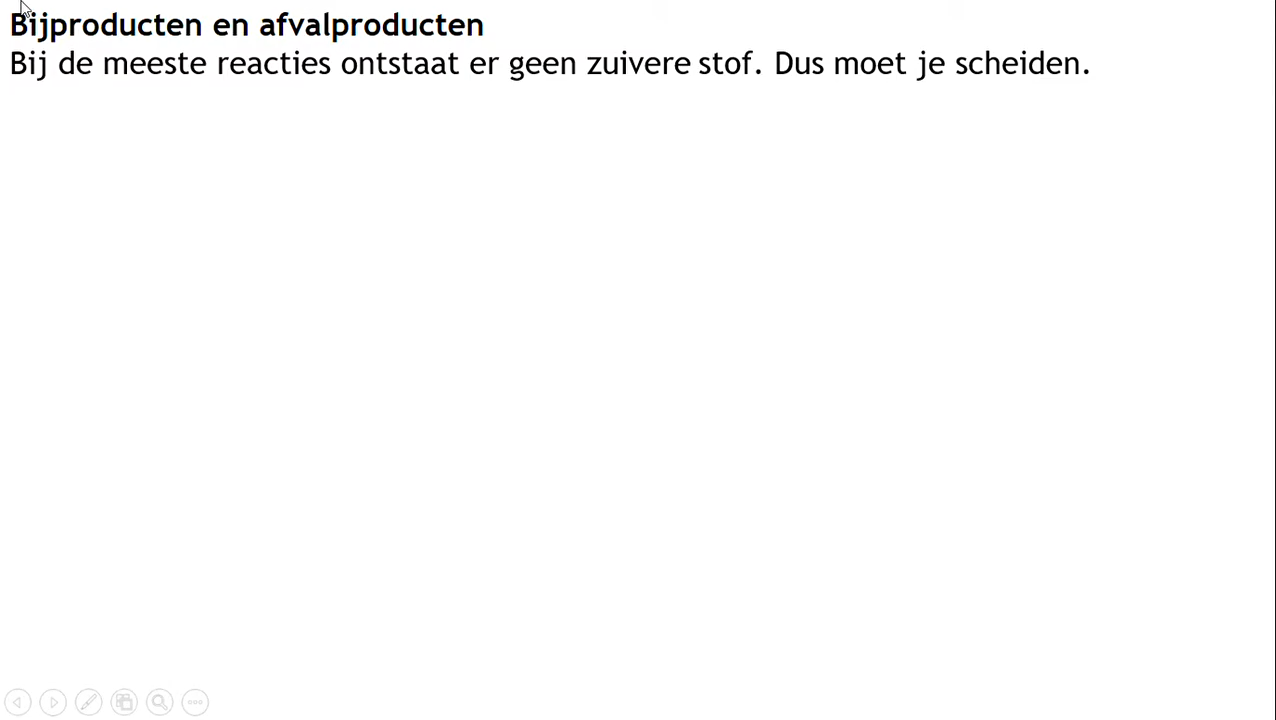 Bijproducten en afvalproducten
Bij de meeste reacties ontstaat er geen zuivere stof. Dus moet je scheiden.